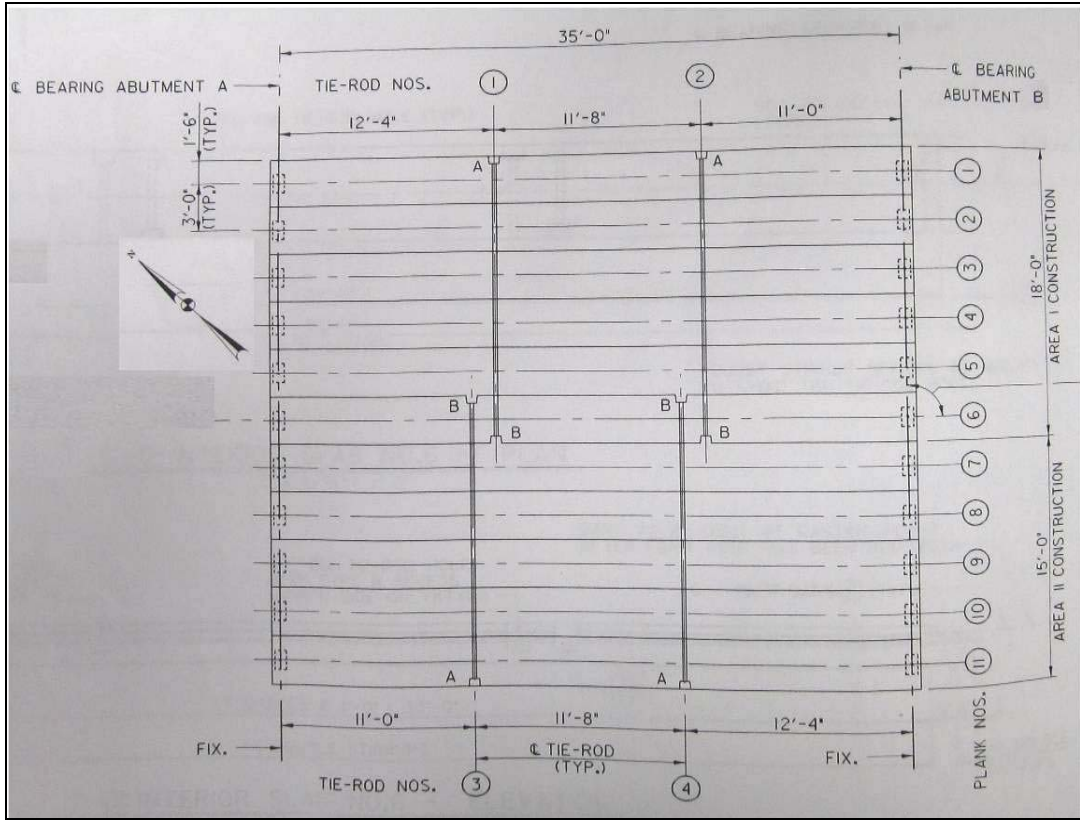 35'-0"
℄ BEARING ABUTMENT A
TIE-ROD NOS.
1
2
℄ BEARING
ABUTMENT B
12'-4"
11'-8"
11'-0"
1'-6"
(TYP.)
3'-0"
(TYP.)
N
A
A
1
2
3
4
5
6
7
8
9
10
11
B
B
B
B
A
A
18'-0"
AREA I CONSTRUCTION
15'-0"
AREA II CONSTRUCTION
PLANK NOS.
11'-0"
11'-8"
12'-4"
FIX.
℄ TIE-ROD
(TYP.)
FIX.
TIE-ROD NOS.
3
4